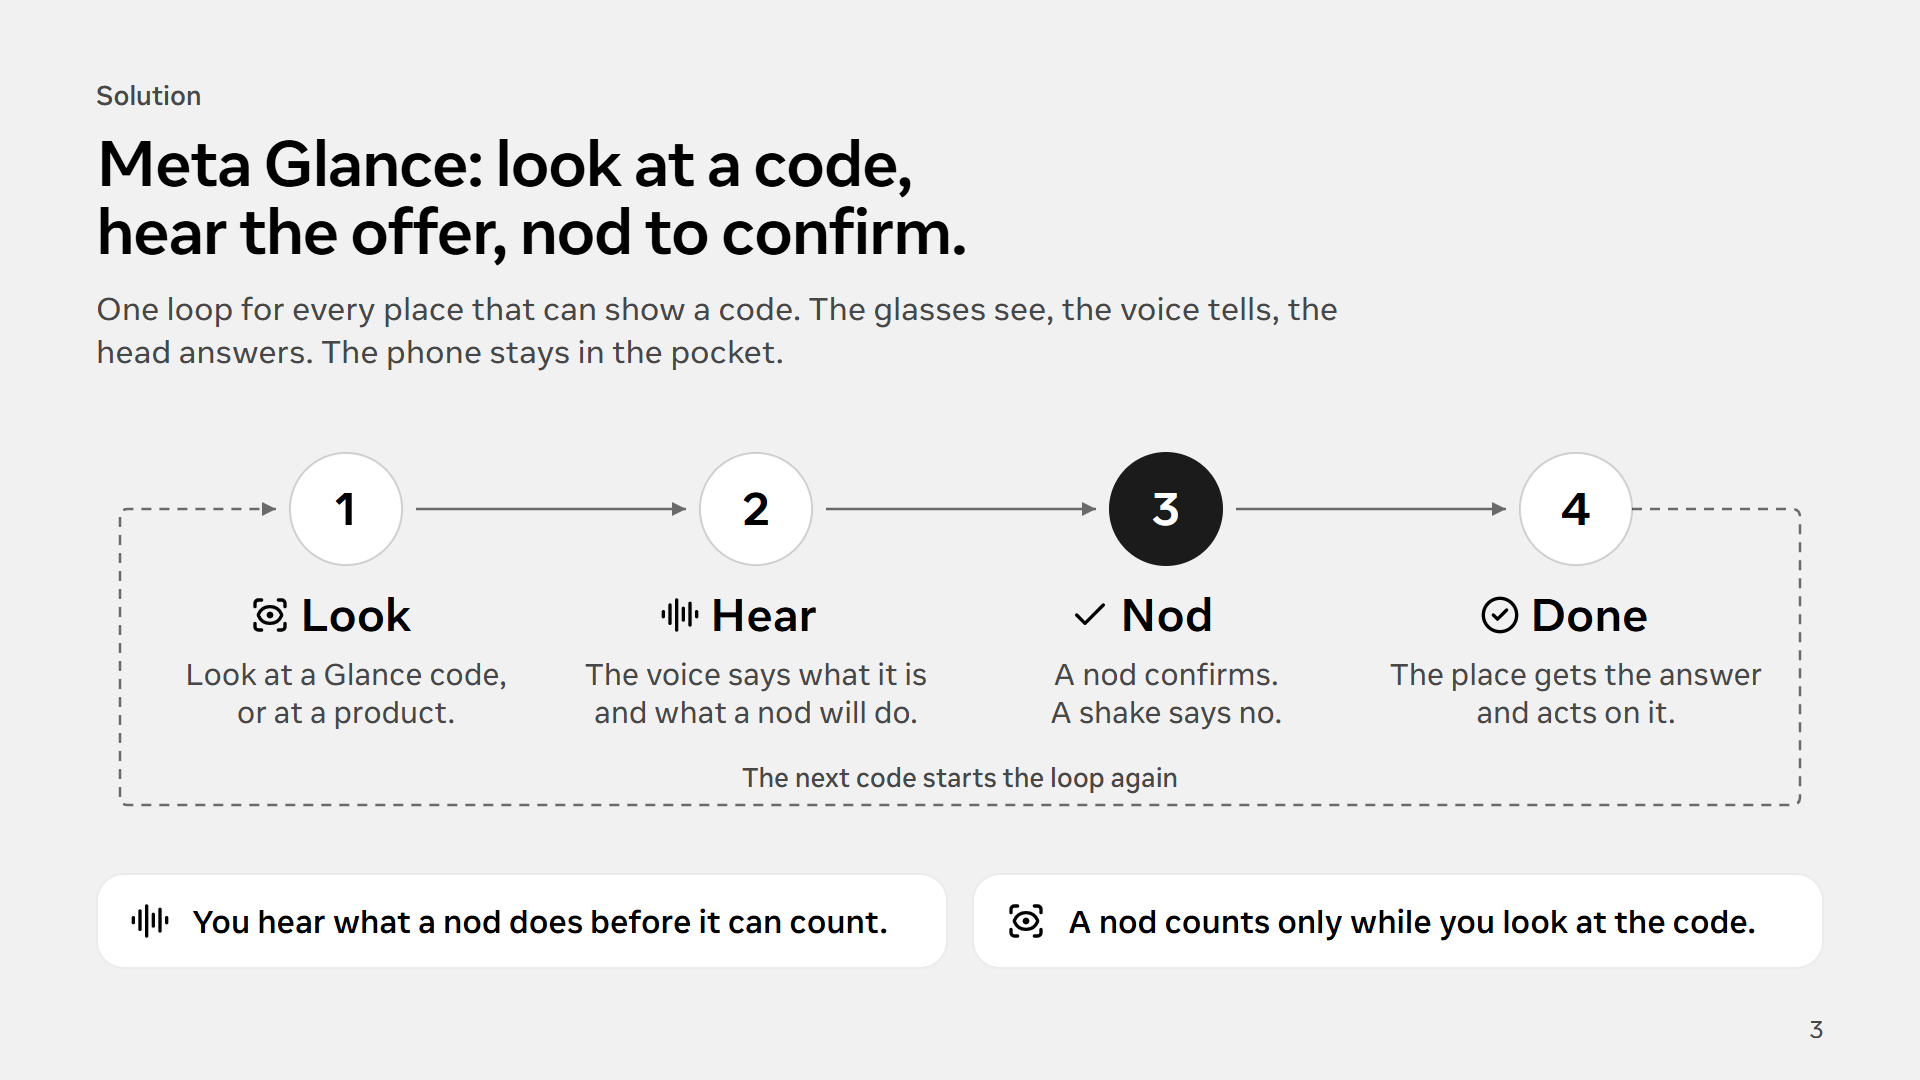 Solution
Meta Glance: look at a code,
hear the offer, nod to confirm.
One loop for every place that can show a code. The glasses see, the voice tells, the
head answers. The phone stays in the pocket.
1
2
3
4
Look
Hear
Nod
Done
Look at a Glance code,
or at a product.
The voice says what it is
and what a nod will do.
A nod confirms.
A shake says no.
The place gets the answer
and acts on it.
The next code starts the loop again
You hear what a nod does before it can count.
A nod counts only while you look at the code.
3